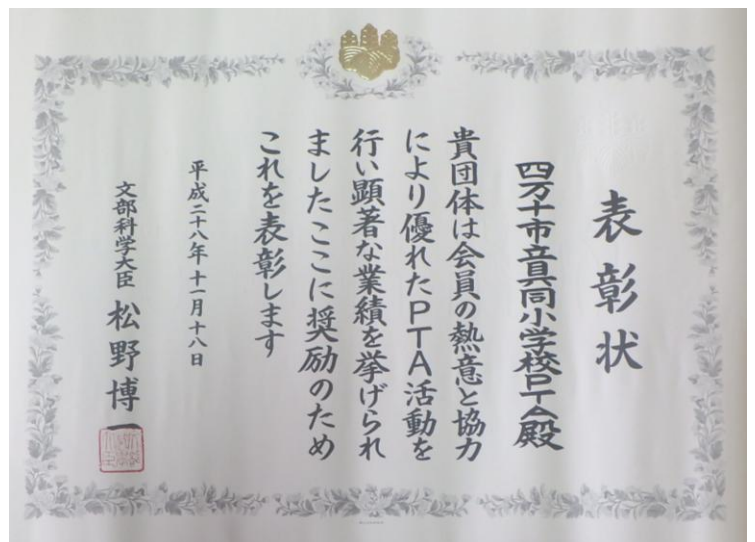 表彰状
四万十市立具同小学校PTA殿
貴団体は会員の熱意と協力
により優れたPTA活動を
行い顕著な業績を挙げられ
ましたここに奨励のため
これを表彰します
平成二十八年十一月十八日
文部科学大臣 松野博一